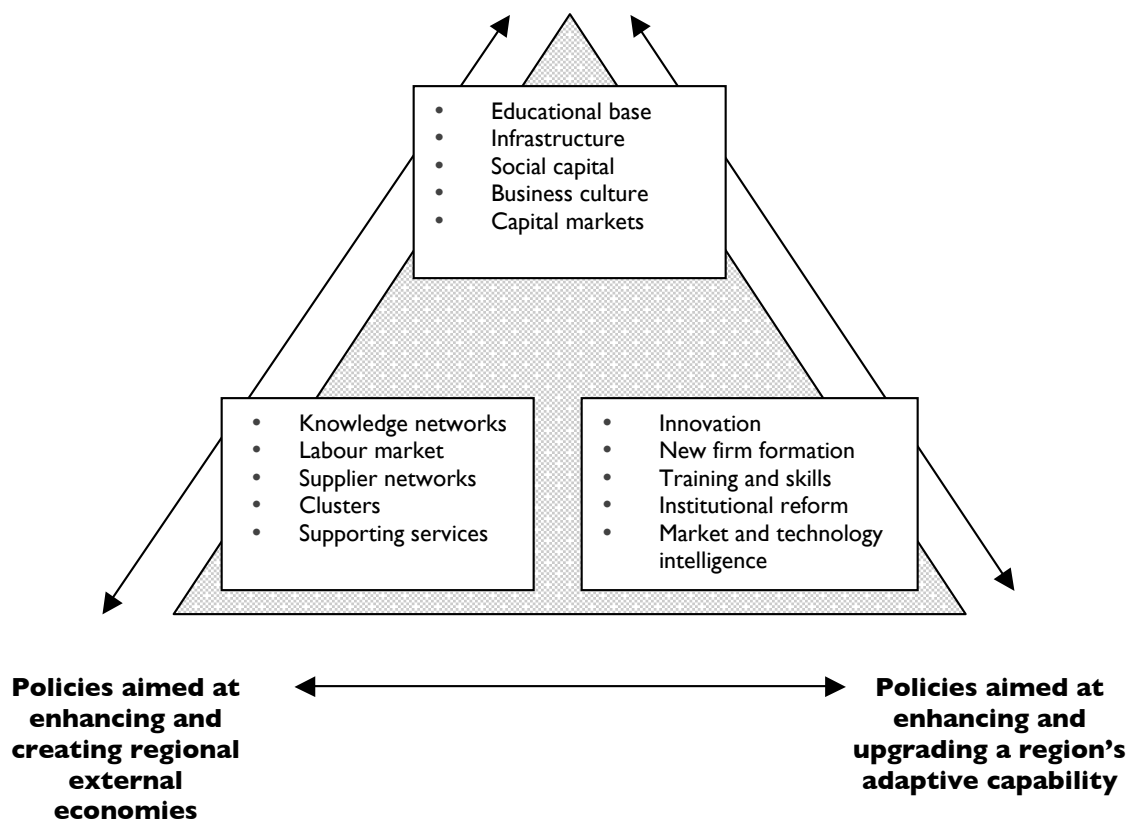 • Educational base
• Infrastructure
• Social capital
• Business culture
• Capital markets
• Knowledge networks
• Labour market
• Supplier networks
• Clusters
• Supporting services
• Innovation
• New firm formation
• Training and skills
• Institutional reform
• Market and technology
intelligence
Policies aimed at
enhancing and
creating regional
external
economies
Policies aimed at
enhancing and
upgrading a region’s
adaptive capability